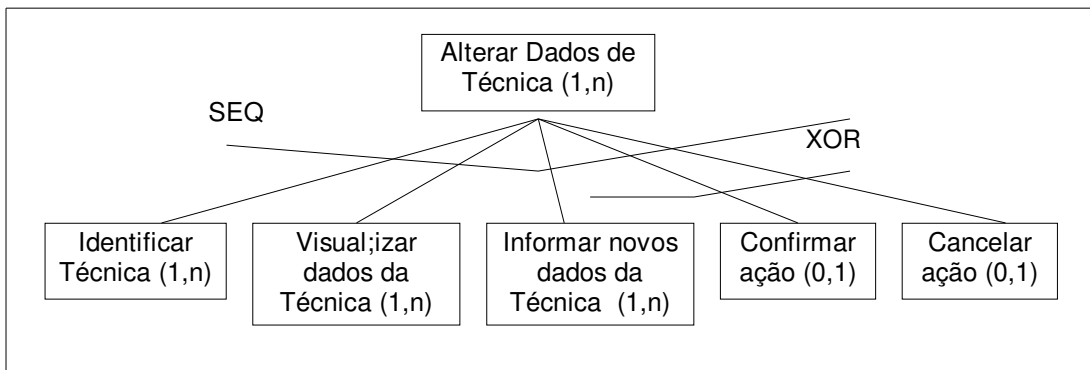 Alterar Dados de
Técnica (1,n)
SEQ
XOR
Identificar
Técnica (1,n)
Visual;izar
dados da
Técnica (1,n)
Informar novos
dados da
Técnica (1,n)
Confirmar
ação (0,1)
Cancelar
ação (0,1)